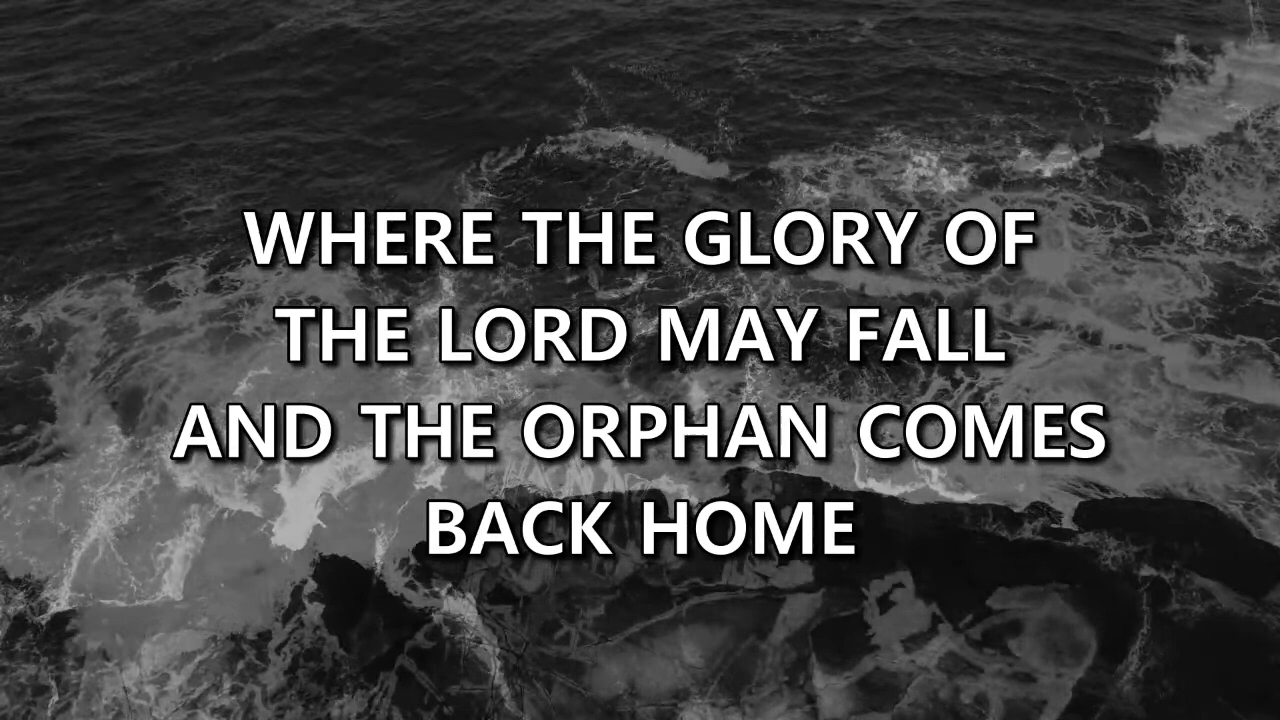 WHERE THE GLORY OF
THE LORD MAY FALL
AND THE ORPHAN COMES
BACK HOME